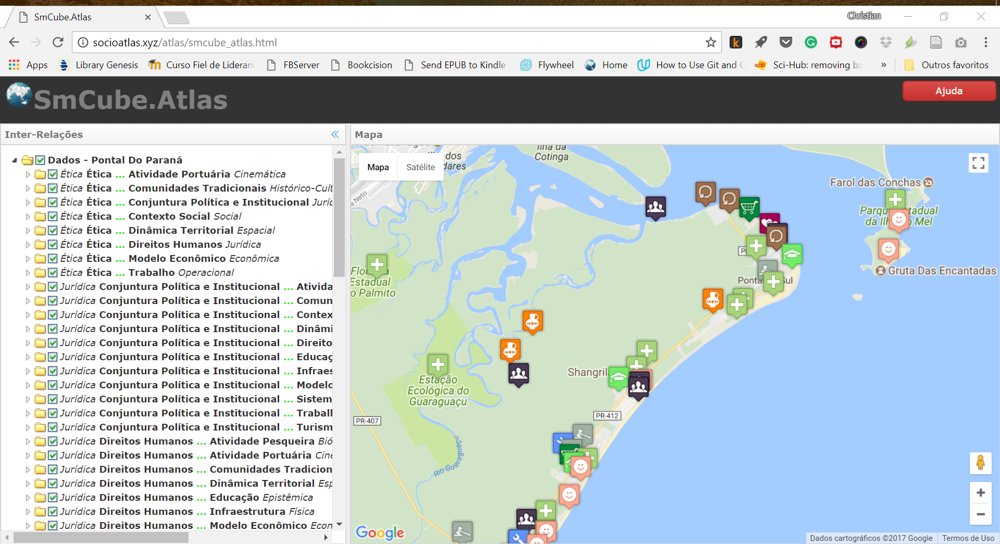 SmCube.Atlas
Christian
socioatlas.xyz/atlas/smcube_atlas.html
Apps
Library Genesis
Curso Fiel de Lideran
FBServer
Bookcision
Send EPUB to Kindle
Flywheel
Home
How to Use Git and G
Sci-Hub: removing ba
»
Outros favoritos
SmCube.Atlas
Ajuda
Inter-Relações
Dados - Pontal Do Paraná
Ética Ética ... Atividade Portuária Cinemática
Ética Ética ... Comunidades Tradicionais Histórico-Cult
Ética Ética ... Conjuntura Política e Institucional Juríd
Ética Ética ... Contexto Social Social
Ética Ética ... Dinâmica Territorial Espacial
Ética Ética ... Direitos Humanos Jurídica
Ética Ética ... Modelo Econômico Econômica
Ética Ética ... Trabalho Operacional
Jurídica Conjuntura Política e Institucional ... Ativida
Jurídica Conjuntura Política e Institucional ... Comun
Jurídica Conjuntura Política e Institucional ... Contex
Jurídica Conjuntura Política e Institucional ... Dinâmi
Jurídica Conjuntura Política e Institucional ... Direito
Jurídica Conjuntura Política e Institucional ... Educaç
Jurídica Conjuntura Política e Institucional ... Infraes
Jurídica Conjuntura Política e Institucional ... Modelo
Jurídica Conjuntura Política e Institucional ... Sistem
Jurídica Conjuntura Política e Institucional ... Traball
Jurídica Conjuntura Política e Institucional ... Turism
Jurídica Direitos Humanos ... Atividade Pesqueira Bió
Jurídica Direitos Humanos ... Atividade Portuária Cine
Jurídica Direitos Humanos ... Comunidades Tradicion
Jurídica Direitos Humanos ... Dinâmica Territorial Esp
Jurídica Direitos Humanos ... Educação Epistêmica
Jurídica Direitos Humanos ... Infraestrutura Física
Jurídica Direitos Humanos ... Modelo Econômico Econ
Mapa
Mapa
Satélite
dos
dares
Ilha da
Cotinga
a Neto
Farol das Conchas
Parqu
tadual
da Ilh
Mel
Gruta Das Encantadas
Flo
a
Estadual
o Palmito
Ponta
Sul
Estação
Ecológica do
Guaraguaçu
Shangril
PR-407
PR-412
Rio Guaraguaçu
Google
Dados cartográficos ©2017 Google
Termos de Uso
+
−